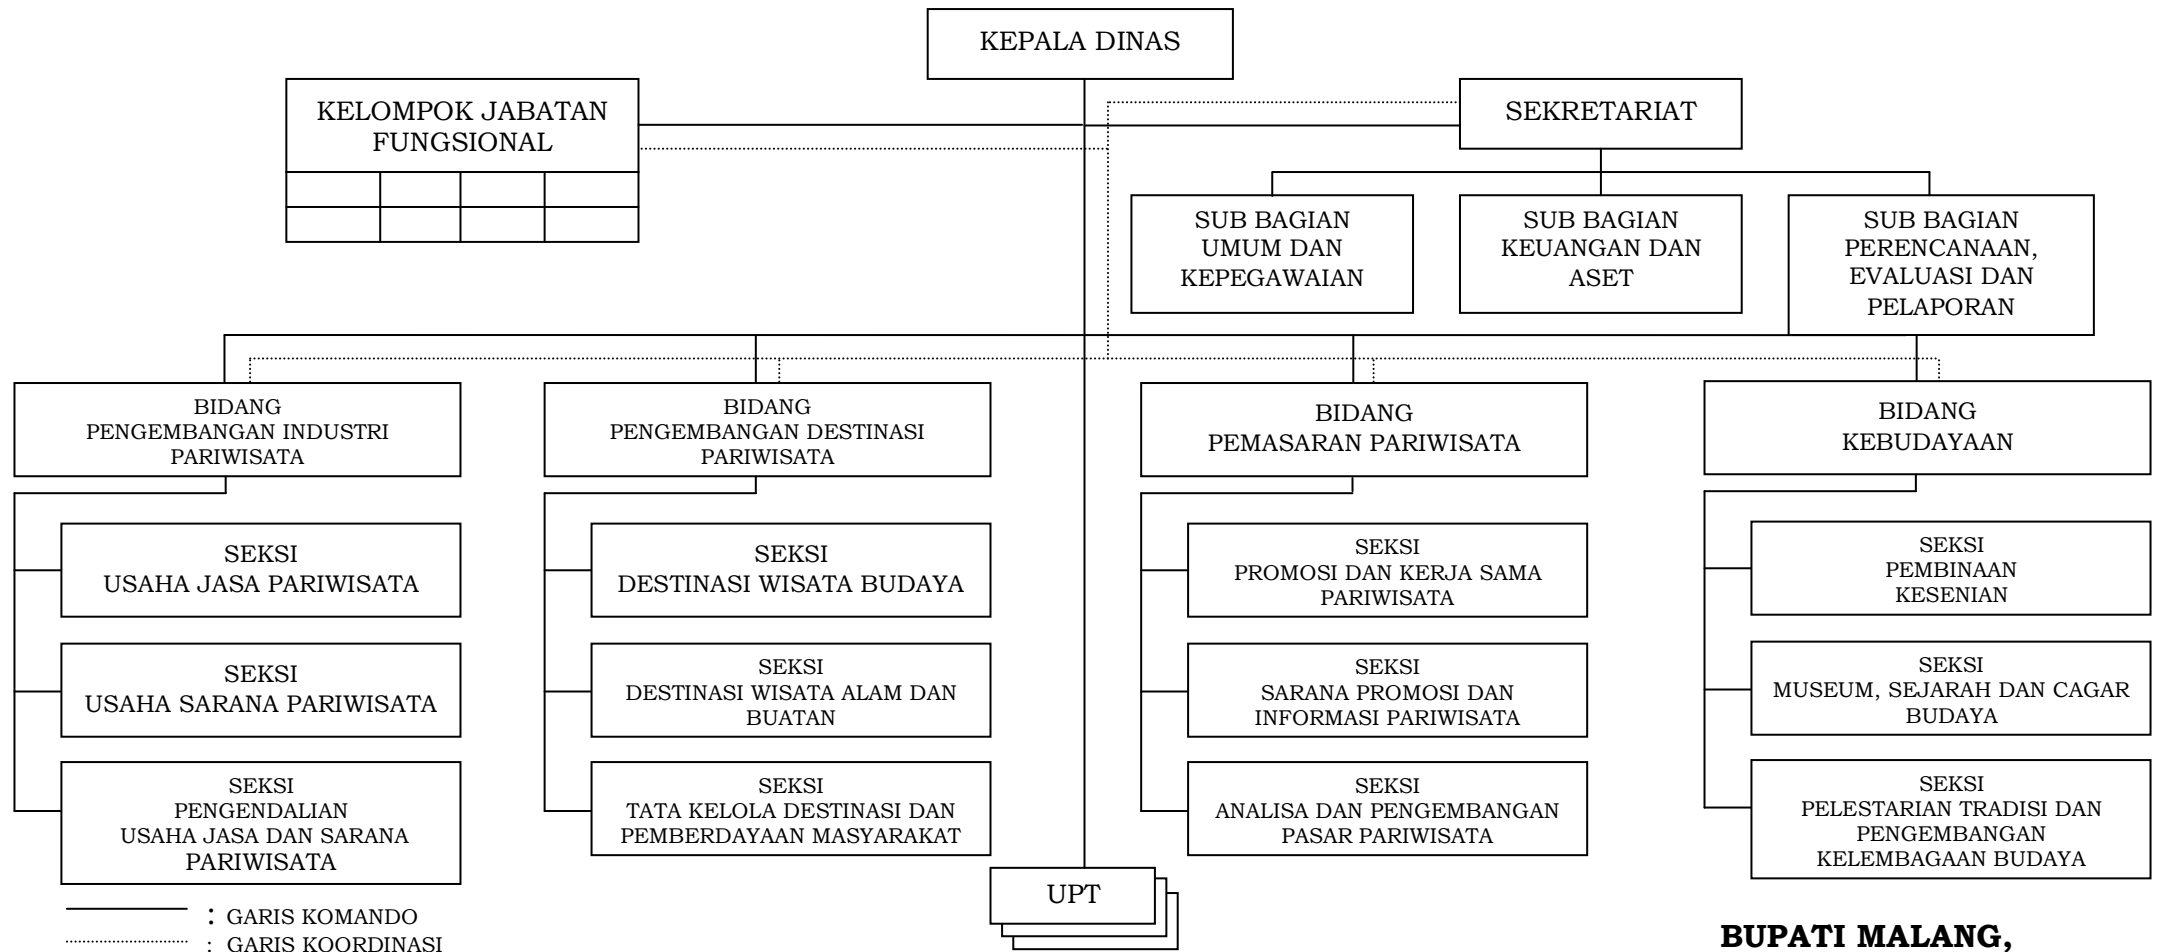 KEPALA DINAS
KELOMPOK JABATAN
FUNGSIONAL
SEKRETARIAT
SUB BAGIAN
UMUM DAN
KEPEGAWAIAN
SUB BAGIAN
KEUANGAN DAN
ASET
SUB BAGIAN
PERENCANAAN,
EVALUASI DAN
PELAPORAN
BIDANG
PENGEMBANGAN INDUSTRI
PARIWISATA
BIDANG
PENGEMBANGAN DESTINASI
PARIWISATA
BIDANG
PEMASARAN PARIWISATA
BIDANG
KEBUDAYAAN
SEKSI
USAHA JASA PARIWISATA
SEKSI
USAHA SARANA PARIWISATA
SEKSI
PENGENDALIAN
USAHA JASA DAN SARANA
PARIWISATA
SEKSI
DESTINASI WISATA BUDAYA
SEKSI
DESTINASI WISATA ALAM DAN
BUATAN
SEKSI
TATA KELOLA DESTINASI DAN
PEMBERDAYAAN MASYARAKAT
SEKSI
PROMOSI DAN KERJA SAMA
PARIWISATA
SEKSI
SARANA PROMOSI DAN
INFORMASI PARIWISATA
SEKSI
ANALISA DAN PENGEMBANGAN
PASAR PARIWISATA
SEKSI
PEMBINAAN
KESENIAN
SEKSI
MUSEUM, SEJARAH DAN CAGAR
BUDAYA
SEKSI
PELESTARIAN TRADISI DAN
PENGEMBANGAN
KELEMBAGAAN BUDAYA
UPT
: GARIS KOMANDO
: GARIS KOORDINASI
BUPATI MALANG,